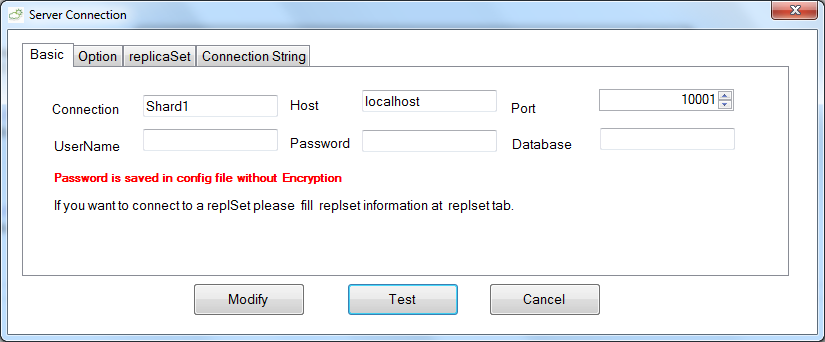 Server Connection
Basic Option replicaSet Connection String
Connection Shard1 Host localhost Port 10001
UserName Password Database
Password is saved in config file without Encryption
If you want to connect to a replSet please fill replset information at replset tab.
Modify Test Cancel